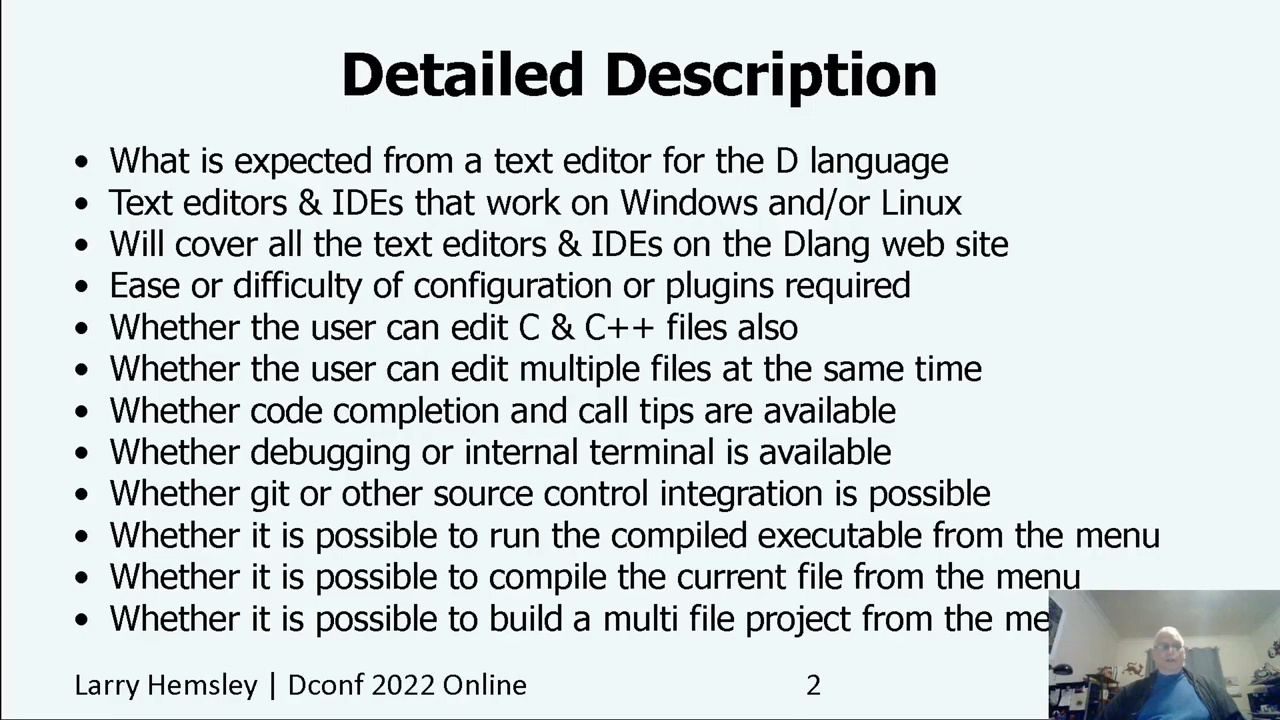 Detailed Description
• What is expected from a text editor for the D language
• Text editors & IDEs that work on Windows and/or Linux
• Will cover all the text editors & IDEs on the Dlang web site
• Ease or difficulty of configuration or plugins required
• Whether the user can edit C & C++ files also
• Whether the user can edit multiple files at the same time
• Whether code completion and call tips are available
• Whether debugging or internal terminal is available
• Whether git or other source control integration is possible
• Whether it is possible to run the compiled executable from the menu
• Whether it is possible to compile the current file from the menu
• Whether it is possible to build a multi file project from the me
Larry Hemsley | Dconf 2022 Online 2